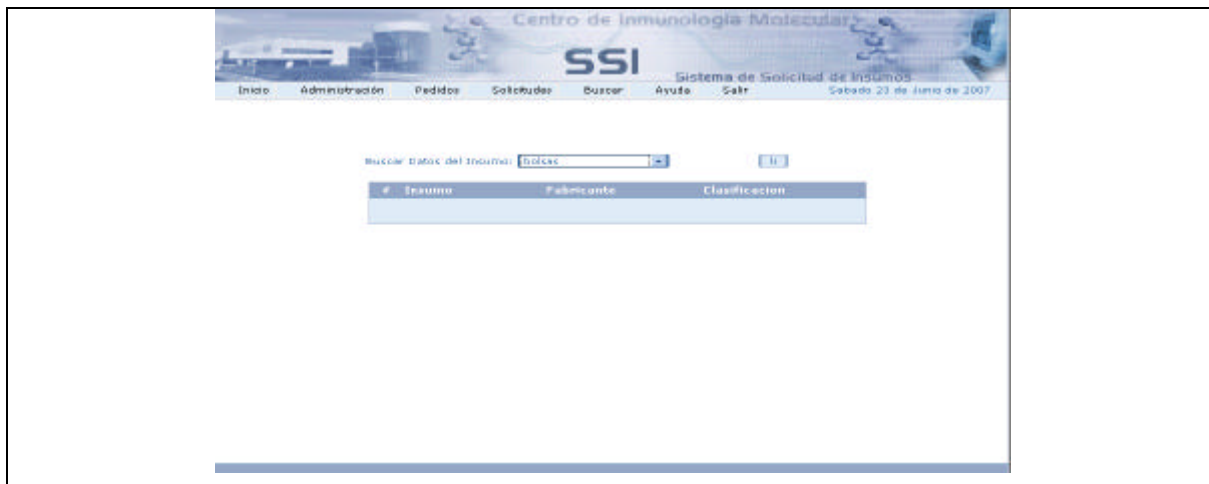 Centro de Inmunología Molecular
SSI
Sistema de Solicitud de Insumos
Inicio Administración Pedidos Solicitudes Buscar Ayuda Salir Sabado 23 de Junio de 2007
Buscar Datos del Insumo: bolsas Ir
# Insumo Fabricante Clasificacion